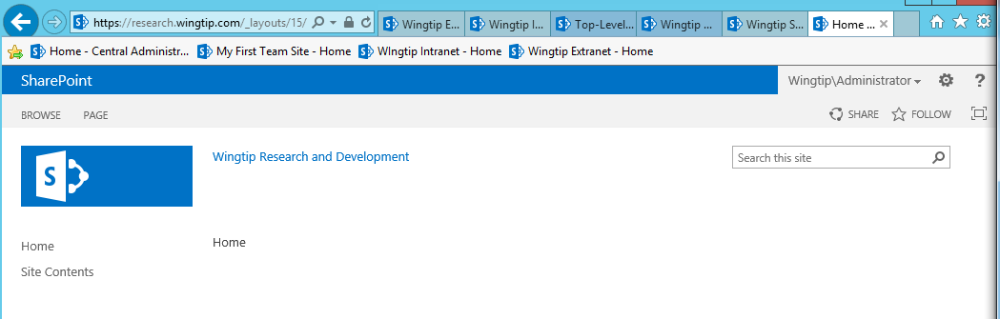 https://research.wingtip.com/_layouts/15/ Wingtip E... Wingtip I... Top-Level... Wingtip ... Wingtip S... Home ...
Home - Central Administr... My First Team Site - Home WIngtip Intranet - Home Wingtip Extranet - Home
SharePoint Wingtip\Administrator ?
BROWSE PAGE SHARE FOLLOW
S Wingtip Research and Development Search this site
Home Home
Site Contents